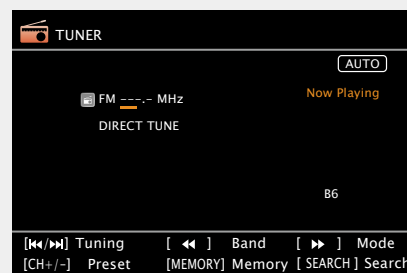 TUNER
AUTO
Now Playing
FM ---.- MHz
DIRECT TUNE
B6
[⏮/⏭] Tuning [ ◀◀ ] Band [ ▶▶ ] Mode
[CH+/-] Preset [MEMORY] Memory [ SEARCH ] Search